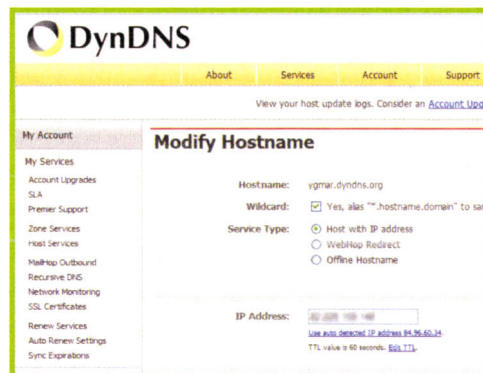 DynDNS
About Services Account Support
View your host update logs. Consider an Account Upg
My Account
Modify Hostname
My Services
Account Upgrades
SLA
Premier Support
Zone Services
Host Services
MailHop Outbound
Recursive DNS
Network Monitoring
SSL Certificates
Renew Services
Auto Renew Settings
Sync Expirations
Hostname: ygmar.dyndns.org
Wildcard: Yes, alias "*.hostname.domain" to sa
Service Type: Host with IP address
WebHop Redirect
Offline Hostname
IP Address:
Use auto detected IP address 84.96.60.34.
TTL value is 60 seconds. Edit TTL.